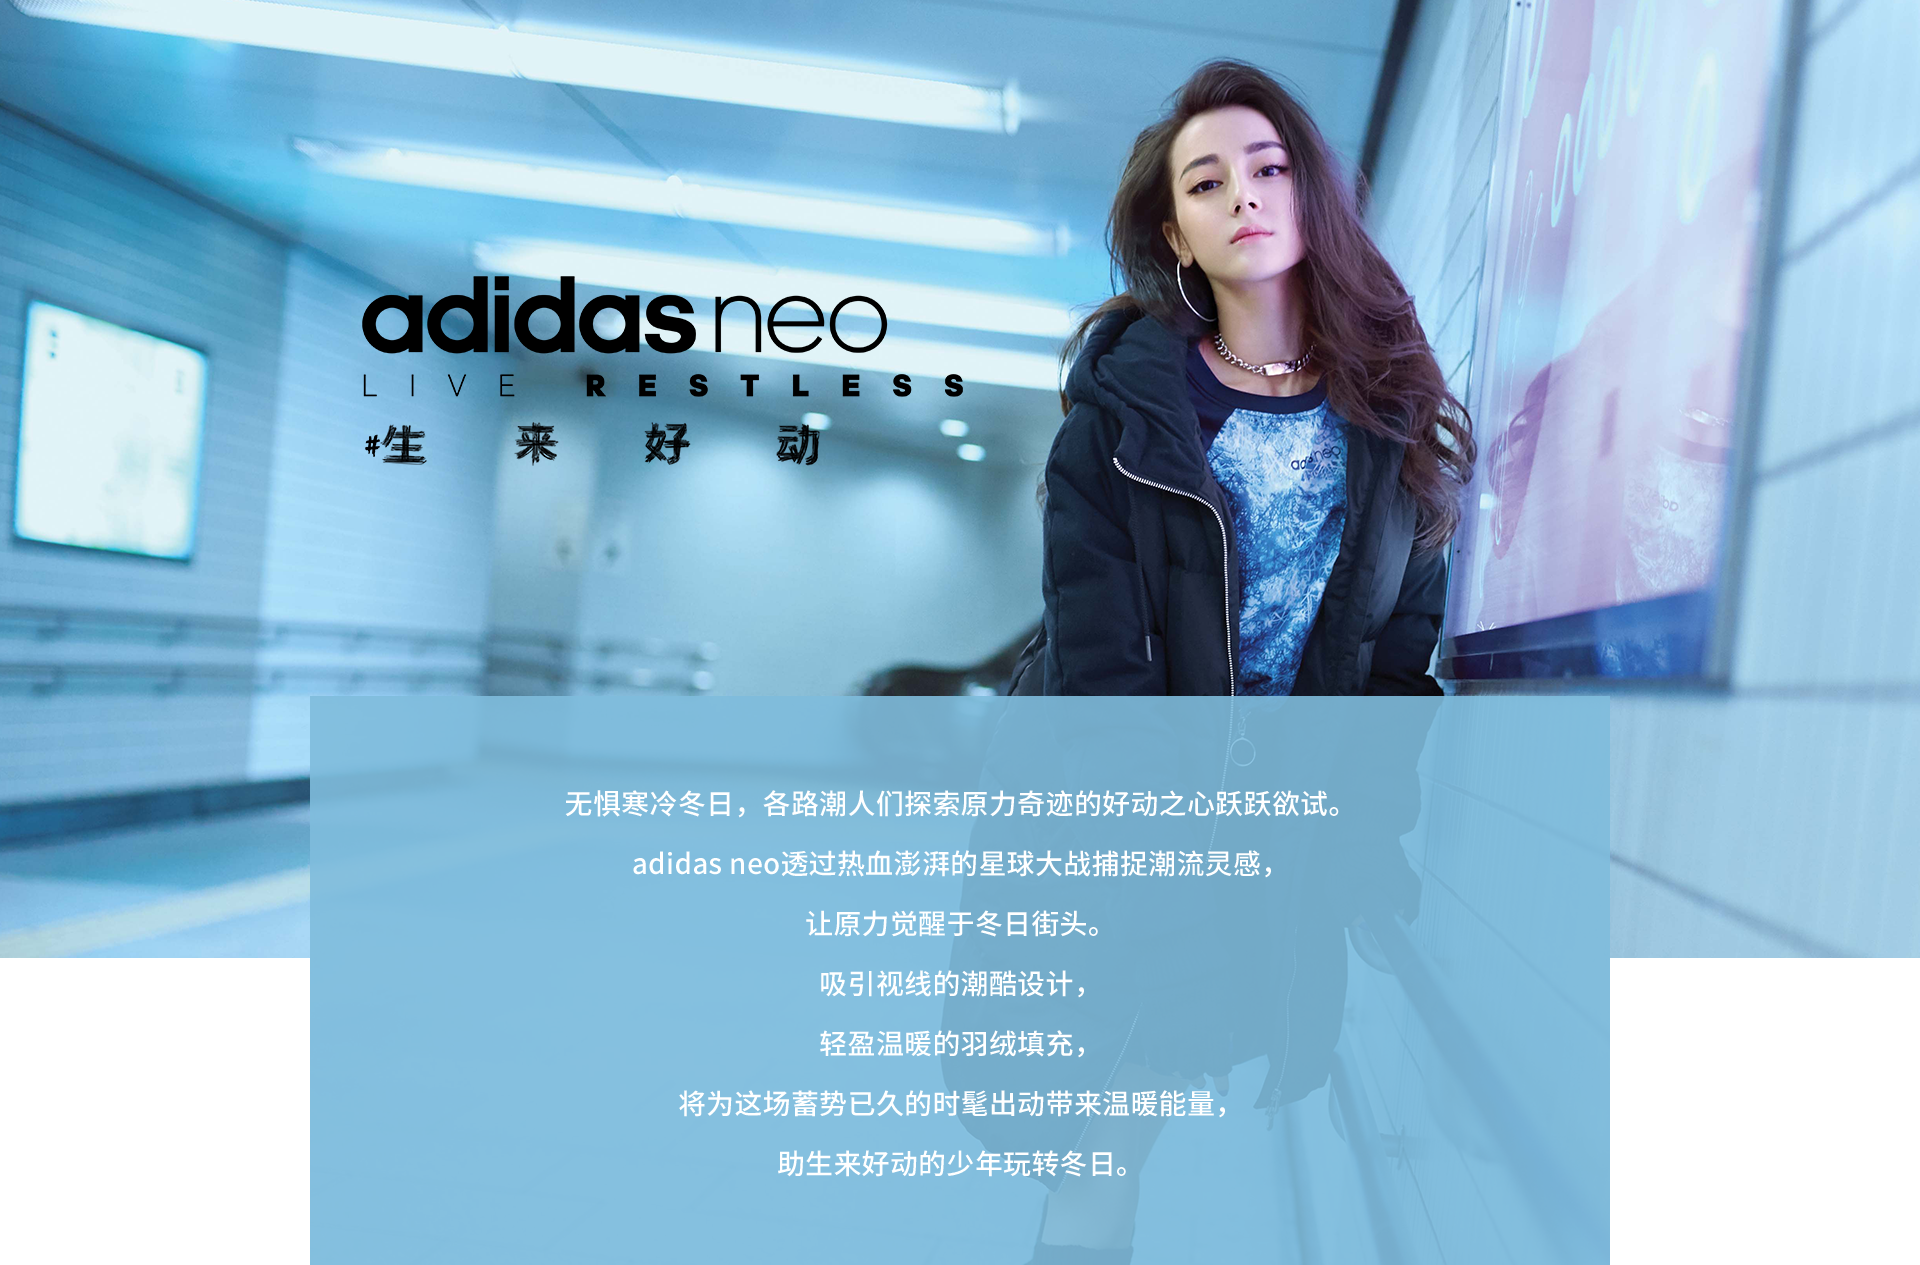 adidas neo
LIVE RESTLESS
#生来好动
adidas neo
无惧寒冷冬日，各路潮人们探索原力奇迹的好动之心跃跃欲试。
adidas neo透过热血澎湃的星球大战捕捉潮流灵感，
让原力觉醒于冬日街头。
吸引视线的潮酷设计，
轻盈温暖的羽绒填充，
将为这场蓄势已久的时髦出动带来温暖能量，
助生来好动的少年玩转冬日。